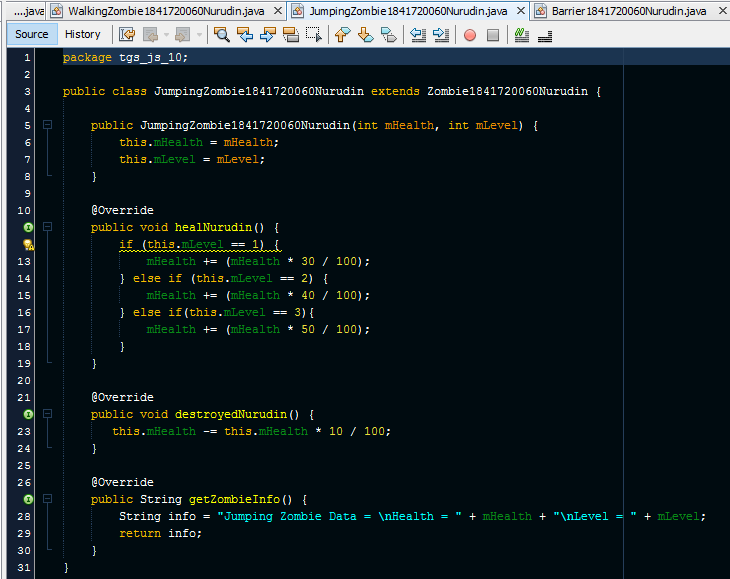 ....java WalkingZombie1841720060Nurudin.java JumpingZombie1841720060Nurudin.java Barrier1841720060Nurudin.java
Source History
1 package tgs_js_10;
2
3 public class JumpingZombie1841720060Nurudin extends Zombie1841720060Nurudin {
4
5 public JumpingZombie1841720060Nurudin(int mHealth, int mLevel) {
6 this.mHealth = mHealth;
7 this.mLevel = mLevel;
8 }
9
10 @Override
public void healNurudin() {
if (this.mLevel == 1) {
13 mHealth += (mHealth * 30 / 100);
14 } else if (this.mLevel == 2) {
15 mHealth += (mHealth * 40 / 100);
16 } else if(this.mLevel == 3){
17 mHealth += (mHealth * 50 / 100);
18 }
19 }
20
21 @Override
public void destroyedNurudin() {
23 this.mHealth -= this.mHealth * 10 / 100;
24 }
25
26 @Override
public String getZombieInfo() {
28 String info = "Jumping Zombie Data = \nHealth = " + mHealth + "\nLevel = " + mLevel;
29 return info;
30 }
31 }